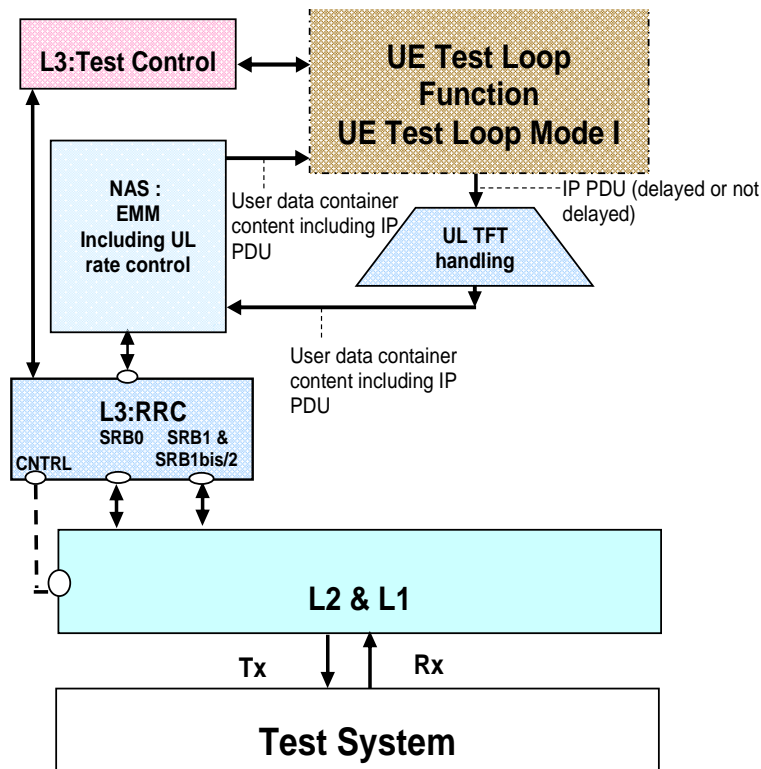 L3:Test Control
UE Test Loop
Function
UE Test Loop Mode I
NAS :
EMM
Including UL
rate control
User data container
content including IP
PDU
IP PDU (delayed or not
delayed)
UL TFT
handling
User data container
content including IP
PDU
L3:RRC
SRB0
SRB1 &
SRB1bis/2
CNTRL
L2 & L1
Tx
Rx
Test System